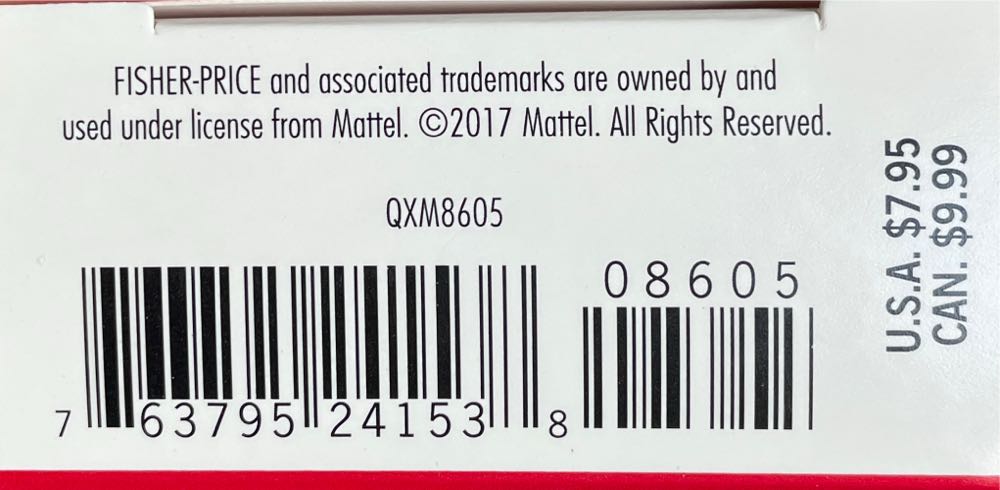 FISHER-PRICE and associated trademarks are owned by and
used under license from Mattel. ©2017 Mattel. All Rights Reserved.
QXM8605
08605
7 63795 24153 8
U.S.A. $7.95
CAN. $9.99